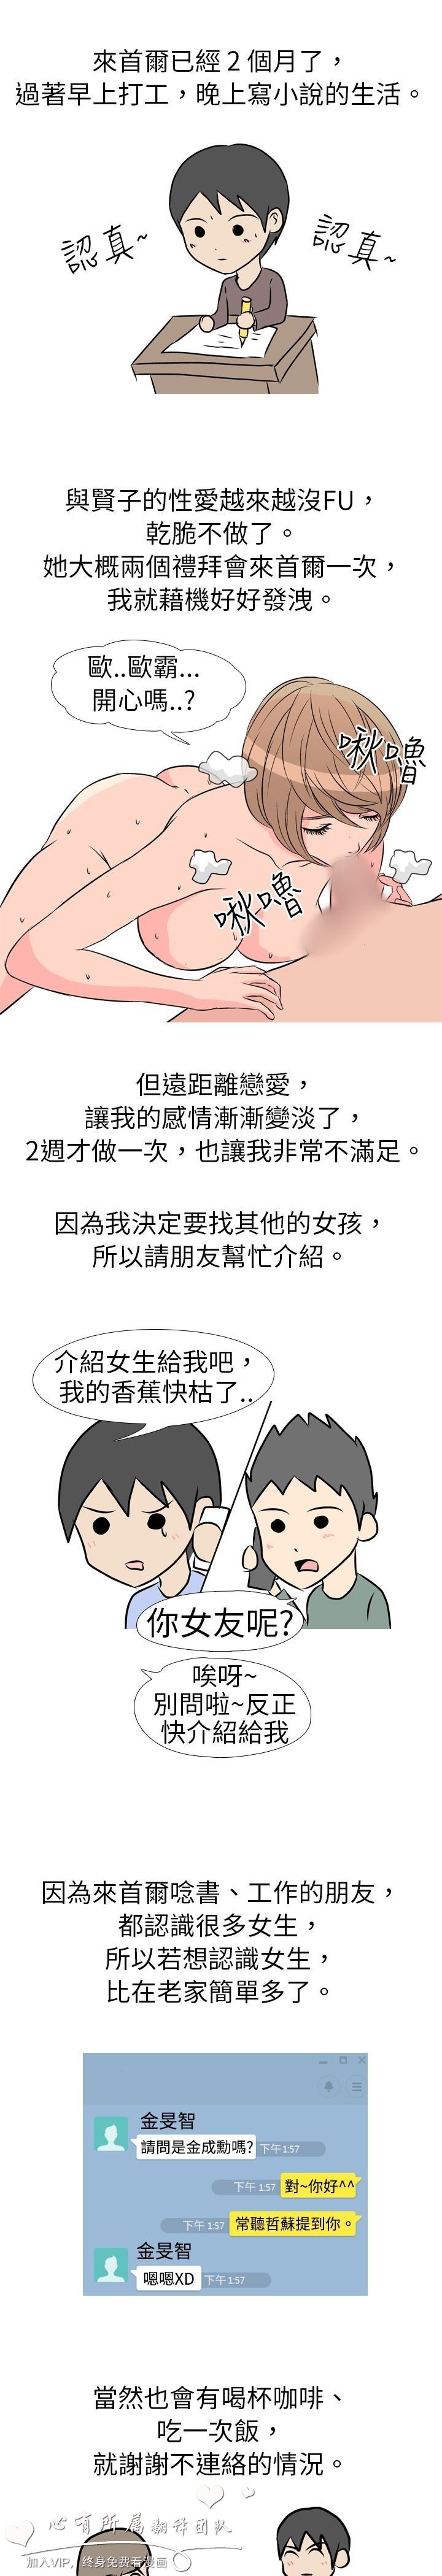 來首爾已經 2 個月了，
過著早上打工，晚上寫小說的生活。
認真~
認真~
與賢子的性愛越來越沒FU，
乾脆不做了。
她大概兩個禮拜會來首爾一次，
我就藉機好好發洩。
歐..歐霸...
開心嗎..?
啾嚕
啾嚕
但遠距離戀愛，
讓我的感情漸漸變淡了，
2週才做一次，也讓我非常不滿足。
因為我決定要找其他的女孩，
所以請朋友幫忙介紹。
介紹女生給我吧，
我的香蕉快枯了..
你女友呢?
唉呀~
別問啦~反正
快介紹給我
因為來首爾唸書、工作的朋友，
都認識很多女生，
所以若想認識女生，
比在老家簡單多了。
金旻智
請問是金成勳嗎? 下午1:57
下午 1:57 對~你好^^
下午 1:57 常聽哲蘇提到你。
金旻智
嗯嗯XD 下午1:57
當然也會有喝杯咖啡、
吃一次飯，
就謝謝不連絡的情況。
心有所属翻译团队
加入VIP，终身免费看漫画